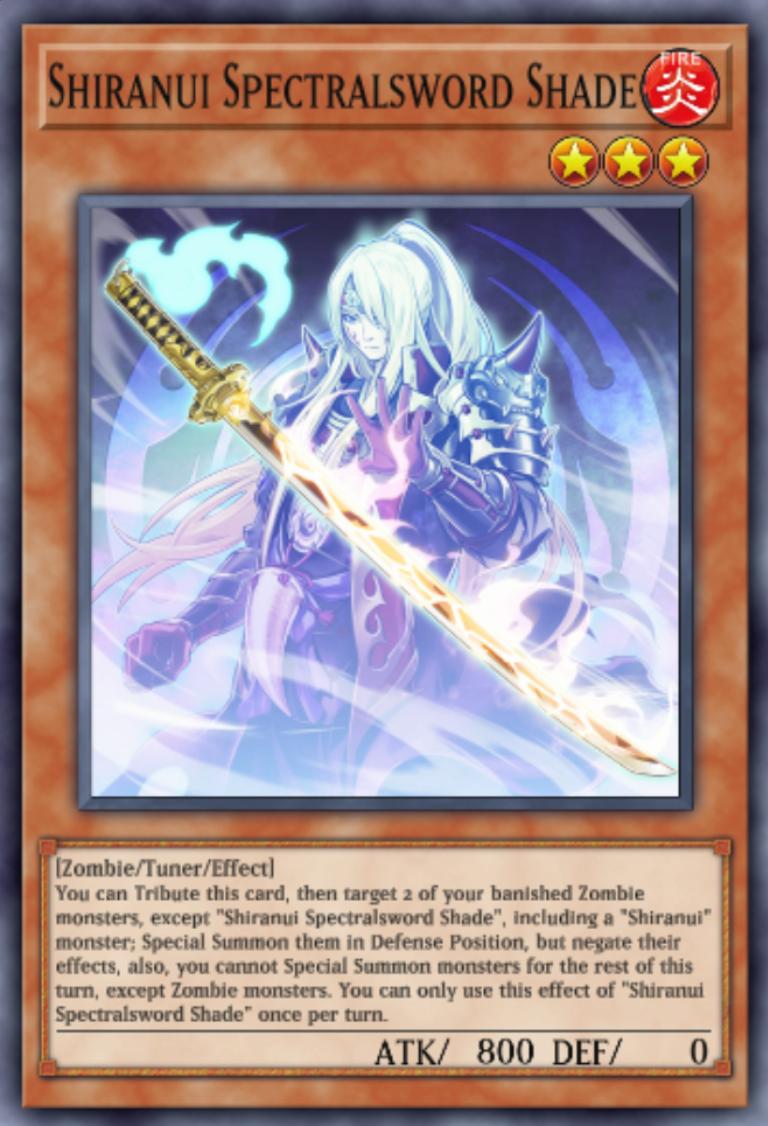 Shiranui Spectralsword Shade
FIRE
炎
[Zombie/Tuner/Effect]
You can Tribute this card, then target 2 of your banished Zombie
monsters, except "Shiranui Spectralsword Shade", including a "Shiranui"
monster; Special Summon them in Defense Position, but negate their
effects, also, you cannot Special Summon monsters for the rest of this
turn, except Zombie monsters. You can only use this effect of "Shiranui
Spectralsword Shade" once per turn.
ATK/ 800 DEF/ 0